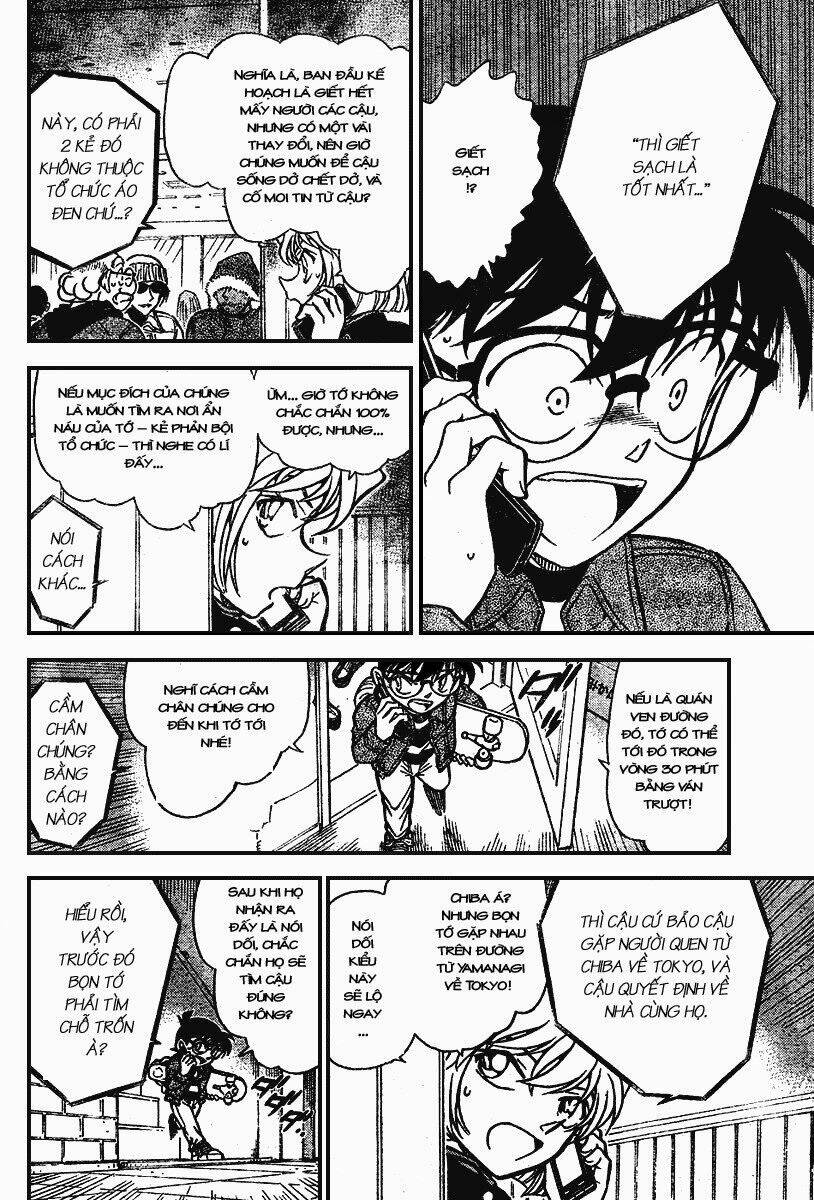 "THÌ GIẾT
SẠCH LÀ
TỐT NHẤT..."
GIẾT
SẠCH
!?
NGHĨA LÀ, BAN ĐẦU KẾ
HOẠCH LÀ GIẾT HẾT
MẤY NGƯỜI CÁC CẬU,
NHƯNG CÓ MỘT VÀI
THAY ĐỔI, NÊN GIỜ
CHÚNG MUỐN ĐỂ CẬU
SỐNG DỞ CHẾT DỞ, VÀ
CỐ MOI TIN TỪ CẬU?
NÀY, CÓ PHẢI
2 KẺ ĐÓ
KHÔNG THUỘC
TỔ CHỨC ÁO
ĐEN CHỨ...?
ỪM... GIỜ TỚ KHÔNG
CHẮC CHẮN 100%
ĐƯỢC, NHƯNG...
NẾU MỤC ĐÍCH CỦA CHÚNG
LÀ MUỐN TÌM RA NƠI ẨN
NÁU CỦA TỚ – KẺ PHẢN BỘI
TỔ CHỨC – THÌ NGHE CÓ LÍ
ĐẤY...
NÓI
CÁCH
KHÁC...
NẾU LÀ QUÁN
VEN ĐƯỜNG
ĐÓ, TỚ CÓ THỂ
TỚI ĐÓ TRONG
VÒNG 30 PHÚT
BẰNG VÁN
TRƯỢT!
NGHĨ CÁCH CẦM
CHÂN CHÚNG CHO
ĐẾN KHI TỚ TỚI
NHÉ!
CẦM
CHÂN
CHÚNG?
BẰNG
CÁCH
NÀO?
THÌ CẬU CỨ BẢO CẬU
GẶP NGƯỜI QUEN TỪ
CHIBA VỀ TOKYO, VÀ
CẬU QUYẾT ĐỊNH VỀ
NHÀ CÙNG HỌ.
CHIBA Á?
NHƯNG BỌN
TỚ GẶP NHAU
TRÊN ĐƯỜNG
TỪ YAMANAGI
VỀ TOKYO!
NÓI
DỐI
KIỂU
NÀY
SẼ LỘ
NGAY
...
SAU KHI HỌ
NHẬN RA
ĐẤY LÀ NÓI
DỐI, CHẮC
CHẮN HỌ SẼ
TÌM CẬU
ĐÚNG
KHÔNG?
HIỂU RỒI,
VẬY
TRƯỚC ĐÓ
BỌN TỚ
PHẢI TÌM
CHỖ TRỐN
À?